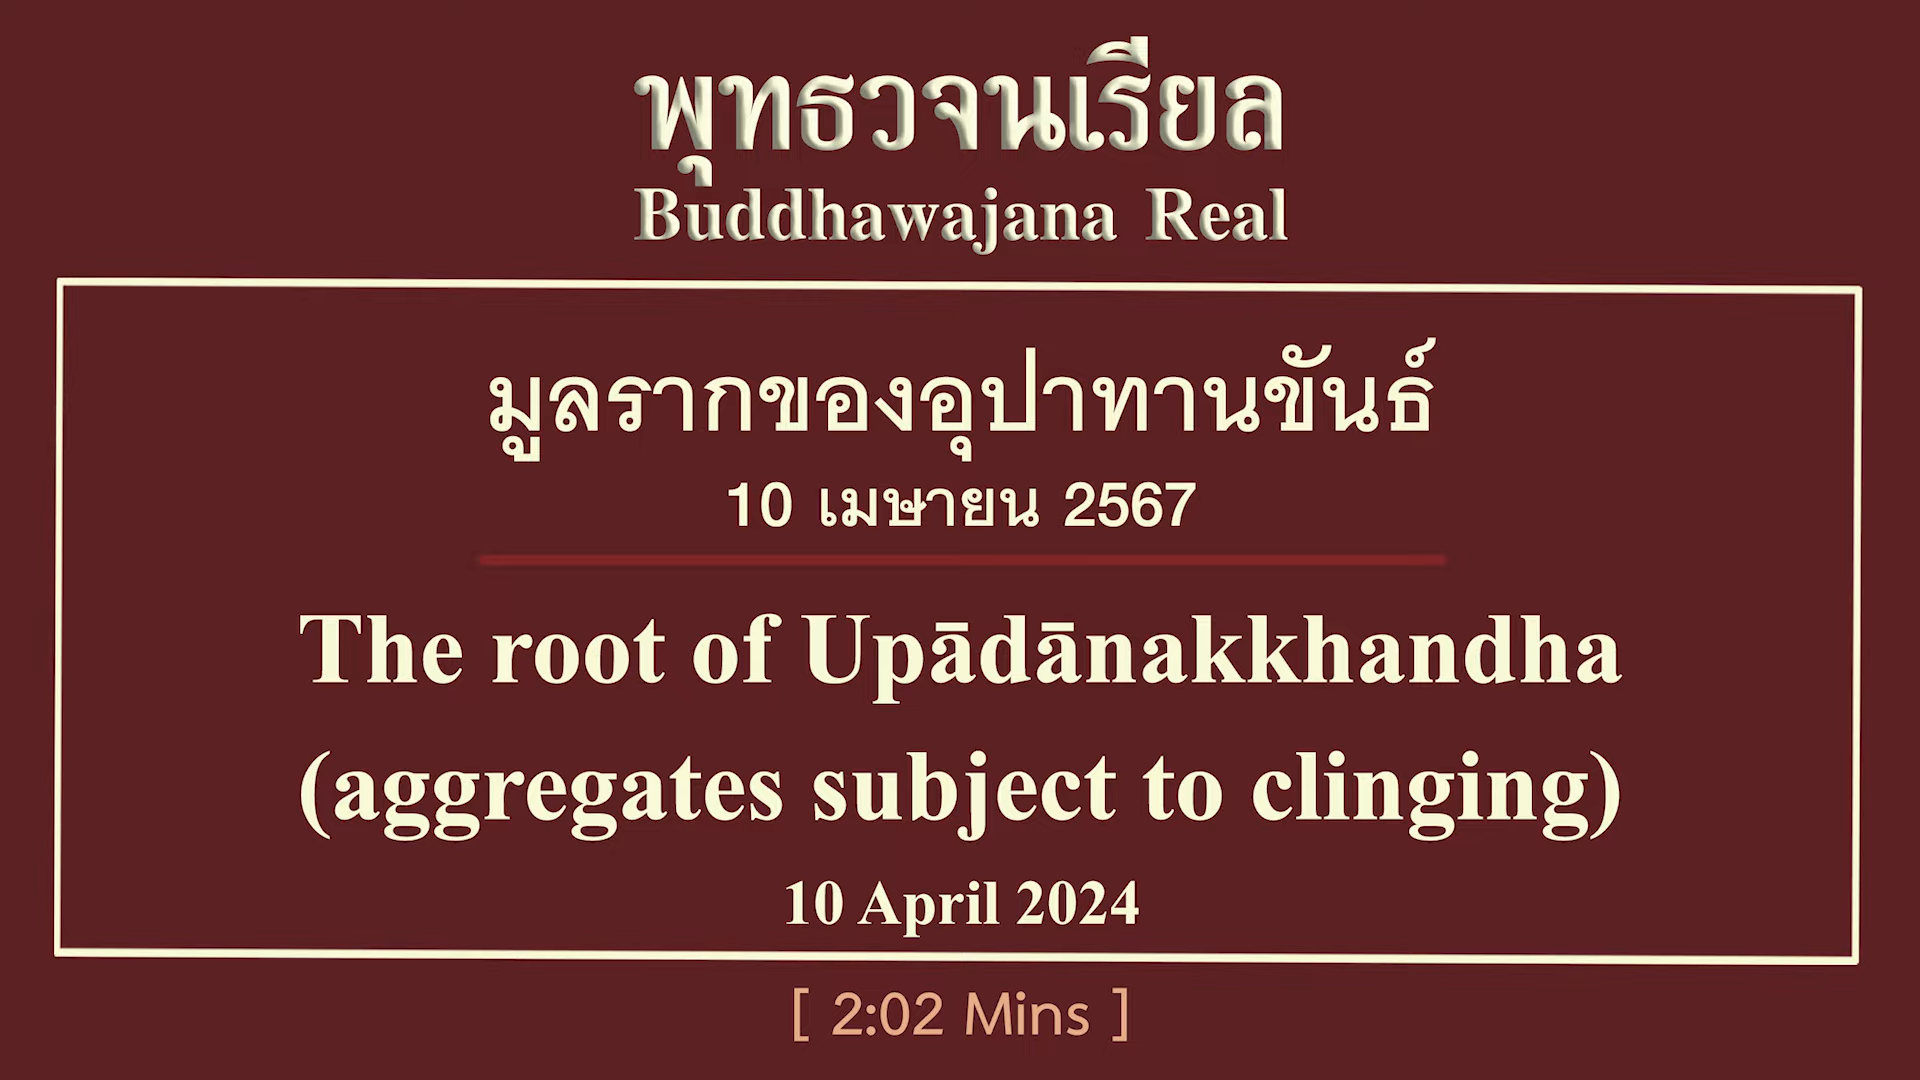 พุทธวจนเรียล
Buddhawajana Real
มูลรากของอุปาทานขันธ์
10 เมษายน 2567
The root of Upādānakkhandha
(aggregates subject to clinging)
10 April 2024
[ 2:02 Mins ]